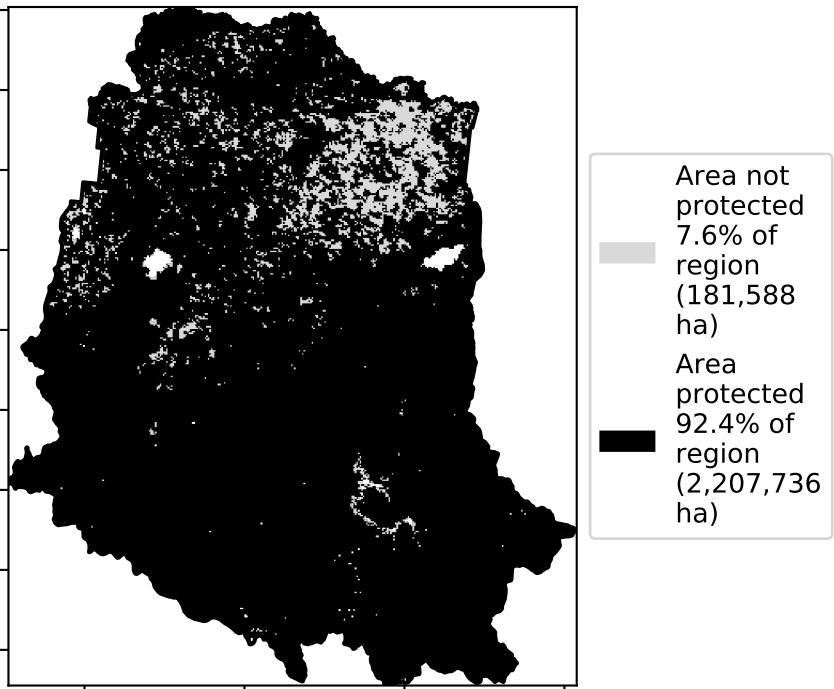 Area not
protected
7.6% of
region
(181,588
ha)
Area
protected
92.4% of
region
(2,207,736
ha)